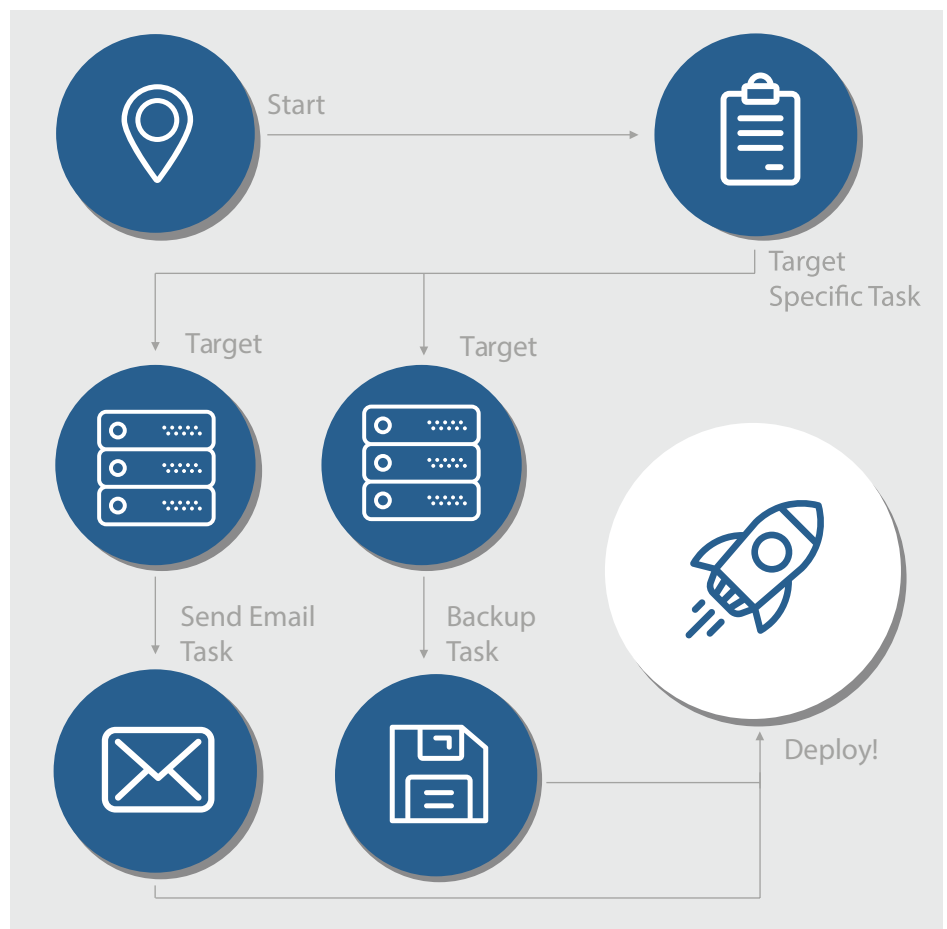 Start
Target
Specific Task
Target
Target
Send Email
Task
Backup
Task
Deploy!